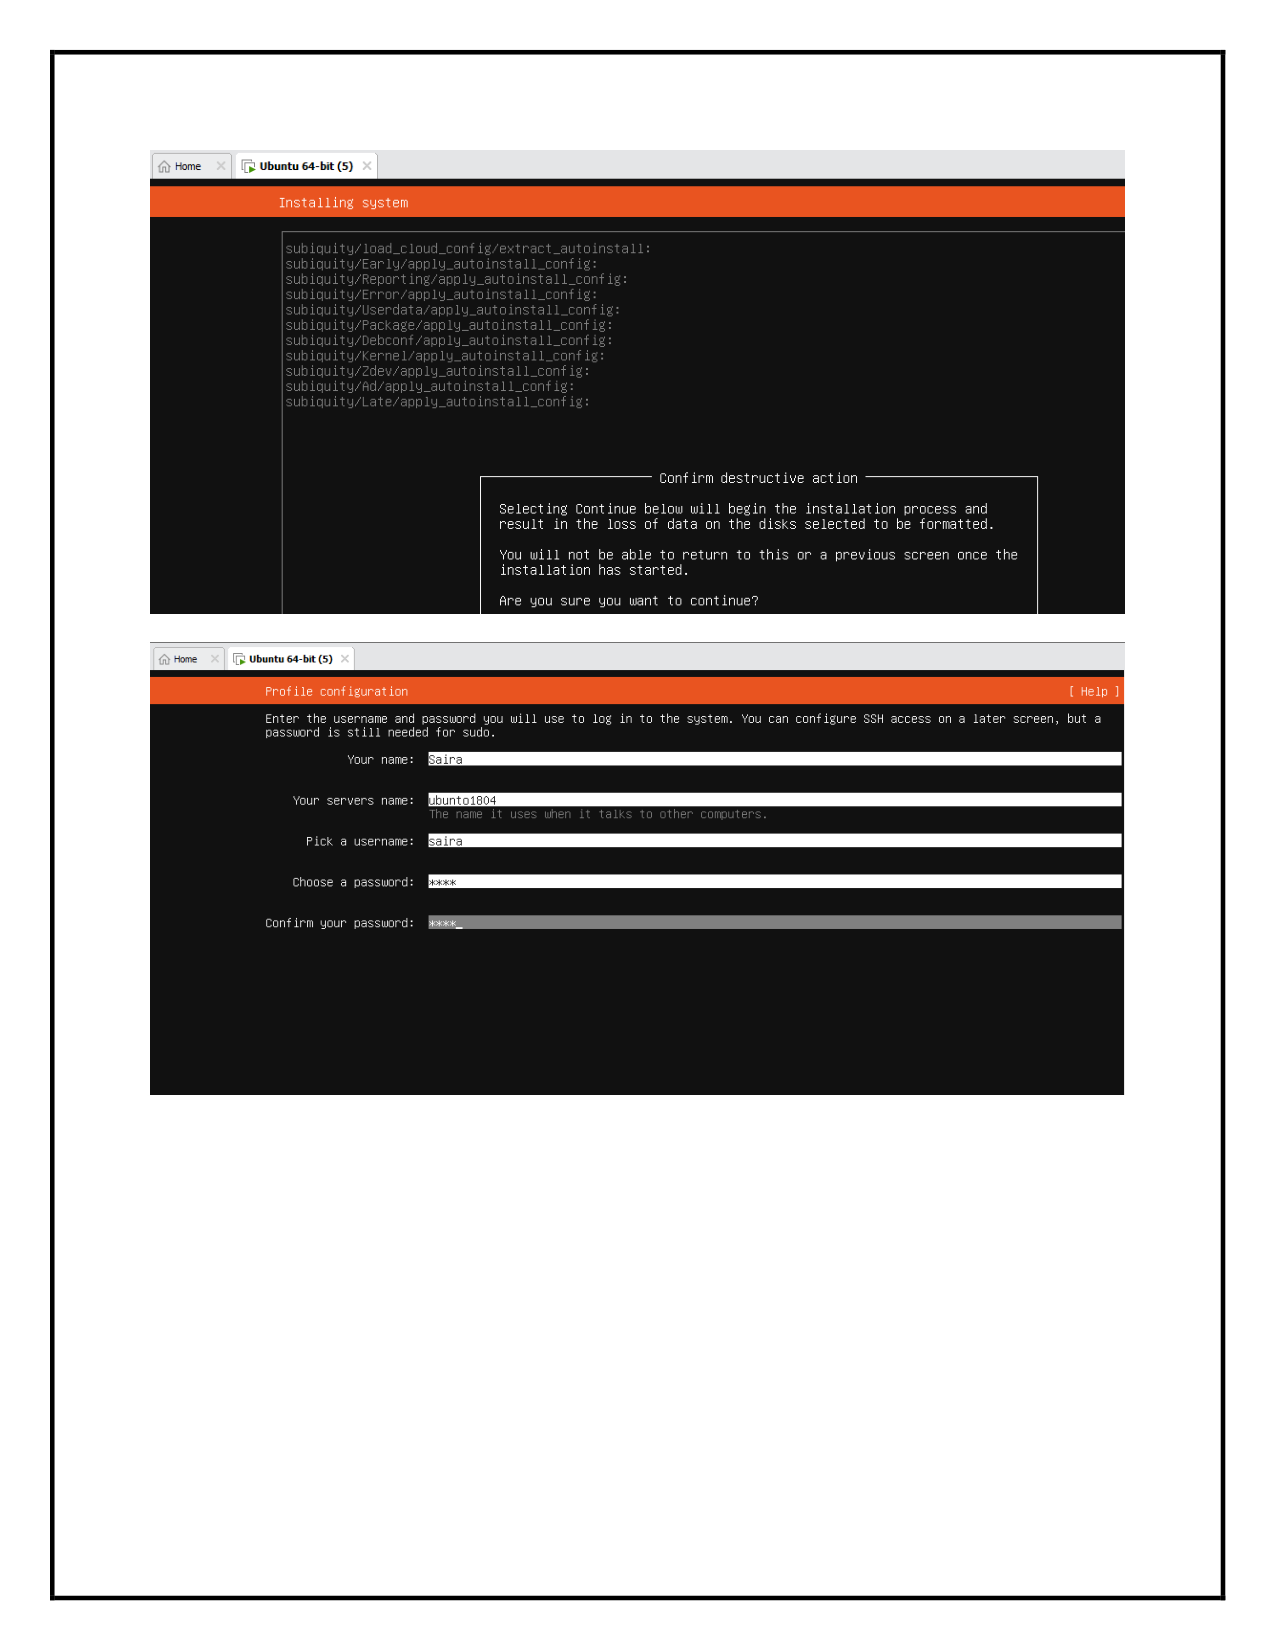 Home
Ubuntu 64-bit (5)
Installing system
subiquity/load_cloud_config/extract_autoinstall:
subiquity/Early/apply_autoinstall_config:
subiquity/Reporting/apply_autoinstall_config:
subiquity/Error/apply_autoinstall_config:
subiquity/Userdata/apply_autoinstall_config:
subiquity/Package/apply_autoinstall_config:
subiquity/Debconf/apply_autoinstall_config:
subiquity/Kernel/apply_autoinstall_config:
subiquity/Zdev/apply_autoinstall_config:
subiquity/Ad/apply_autoinstall_config:
subiquity/Late/apply_autoinstall_config:
Confirm destructive action
Selecting Continue below will begin the installation process and
result in the loss of data on the disks selected to be formatted.
You will not be able to return to this or a previous screen once the
installation has started.
Are you sure you want to continue?
Home
Ubuntu 64-bit (5)
Profile configuration [ Help ]
Enter the username and password you will use to log in to the system. You can configure SSH access on a later screen, but a
password is still needed for sudo.
Your name: Saira
Your servers name: ubunto1804
The name it uses when it talks to other computers.
Pick a username: saira
Choose a password: ****
Confirm your password: ****_